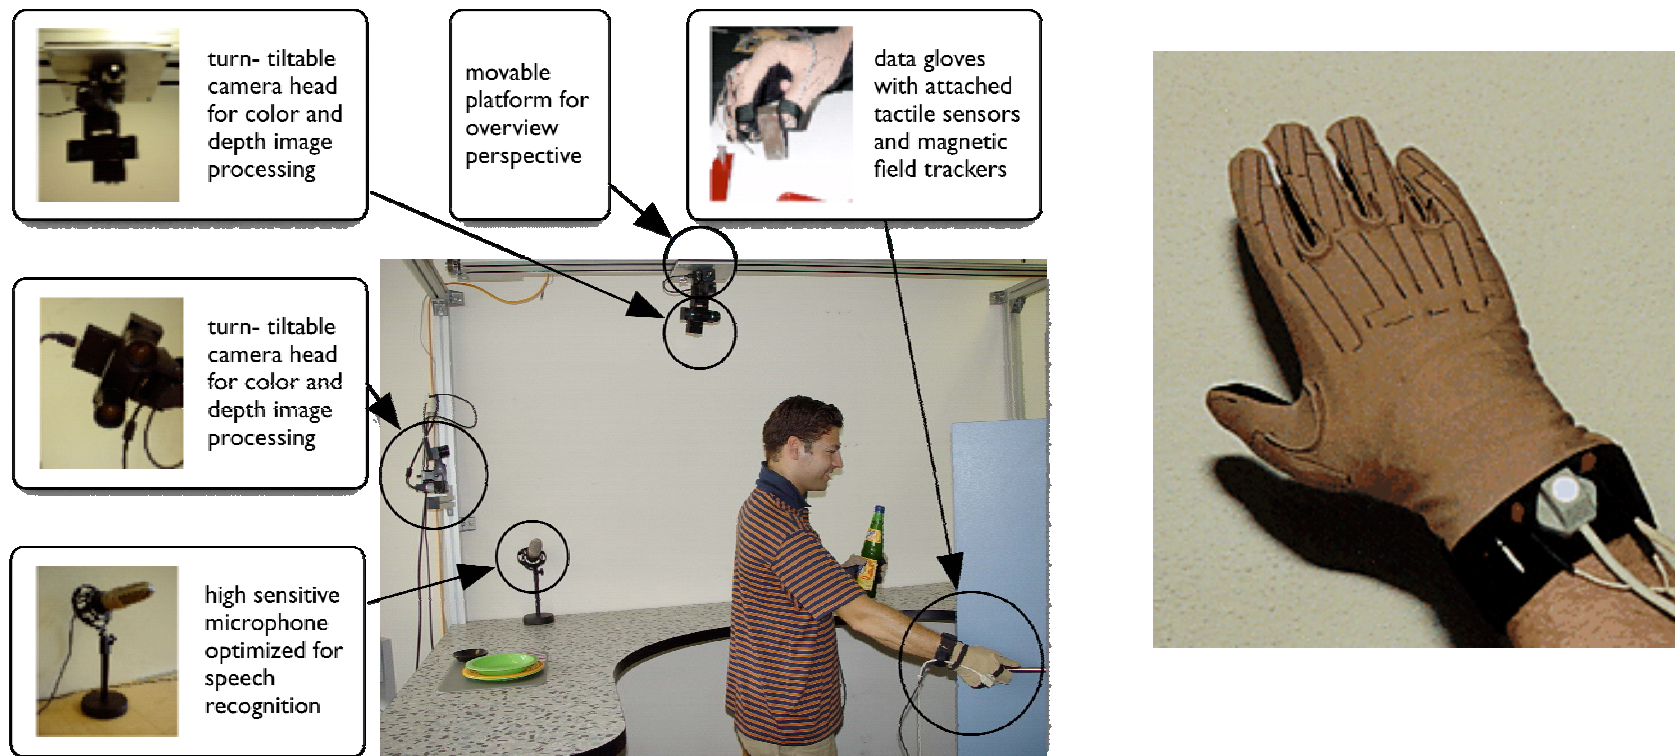 turn- tiltable
camera head
for color and
depth image
processing
movable
platform for
overview
perspective
data gloves
with attached
tactile sensors
and magnetic
field trackers
turn- tiltable
camera head
for color and
depth image
processing
high sensitive
microphone
optimized for
speech
recognition